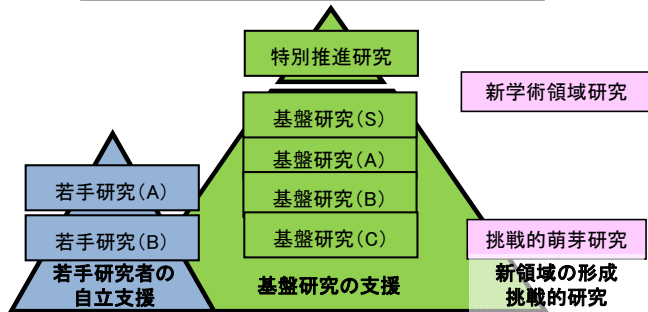 特別推進研究
新学術領域研究
基盤研究(S)
基盤研究(A)
基盤研究(B)
基盤研究(C)
若手研究(A)
若手研究(B)
挑戦的萌芽研究
若手研究者の
自立支援
基盤研究の支援
新領域の形成
挑戦的研究